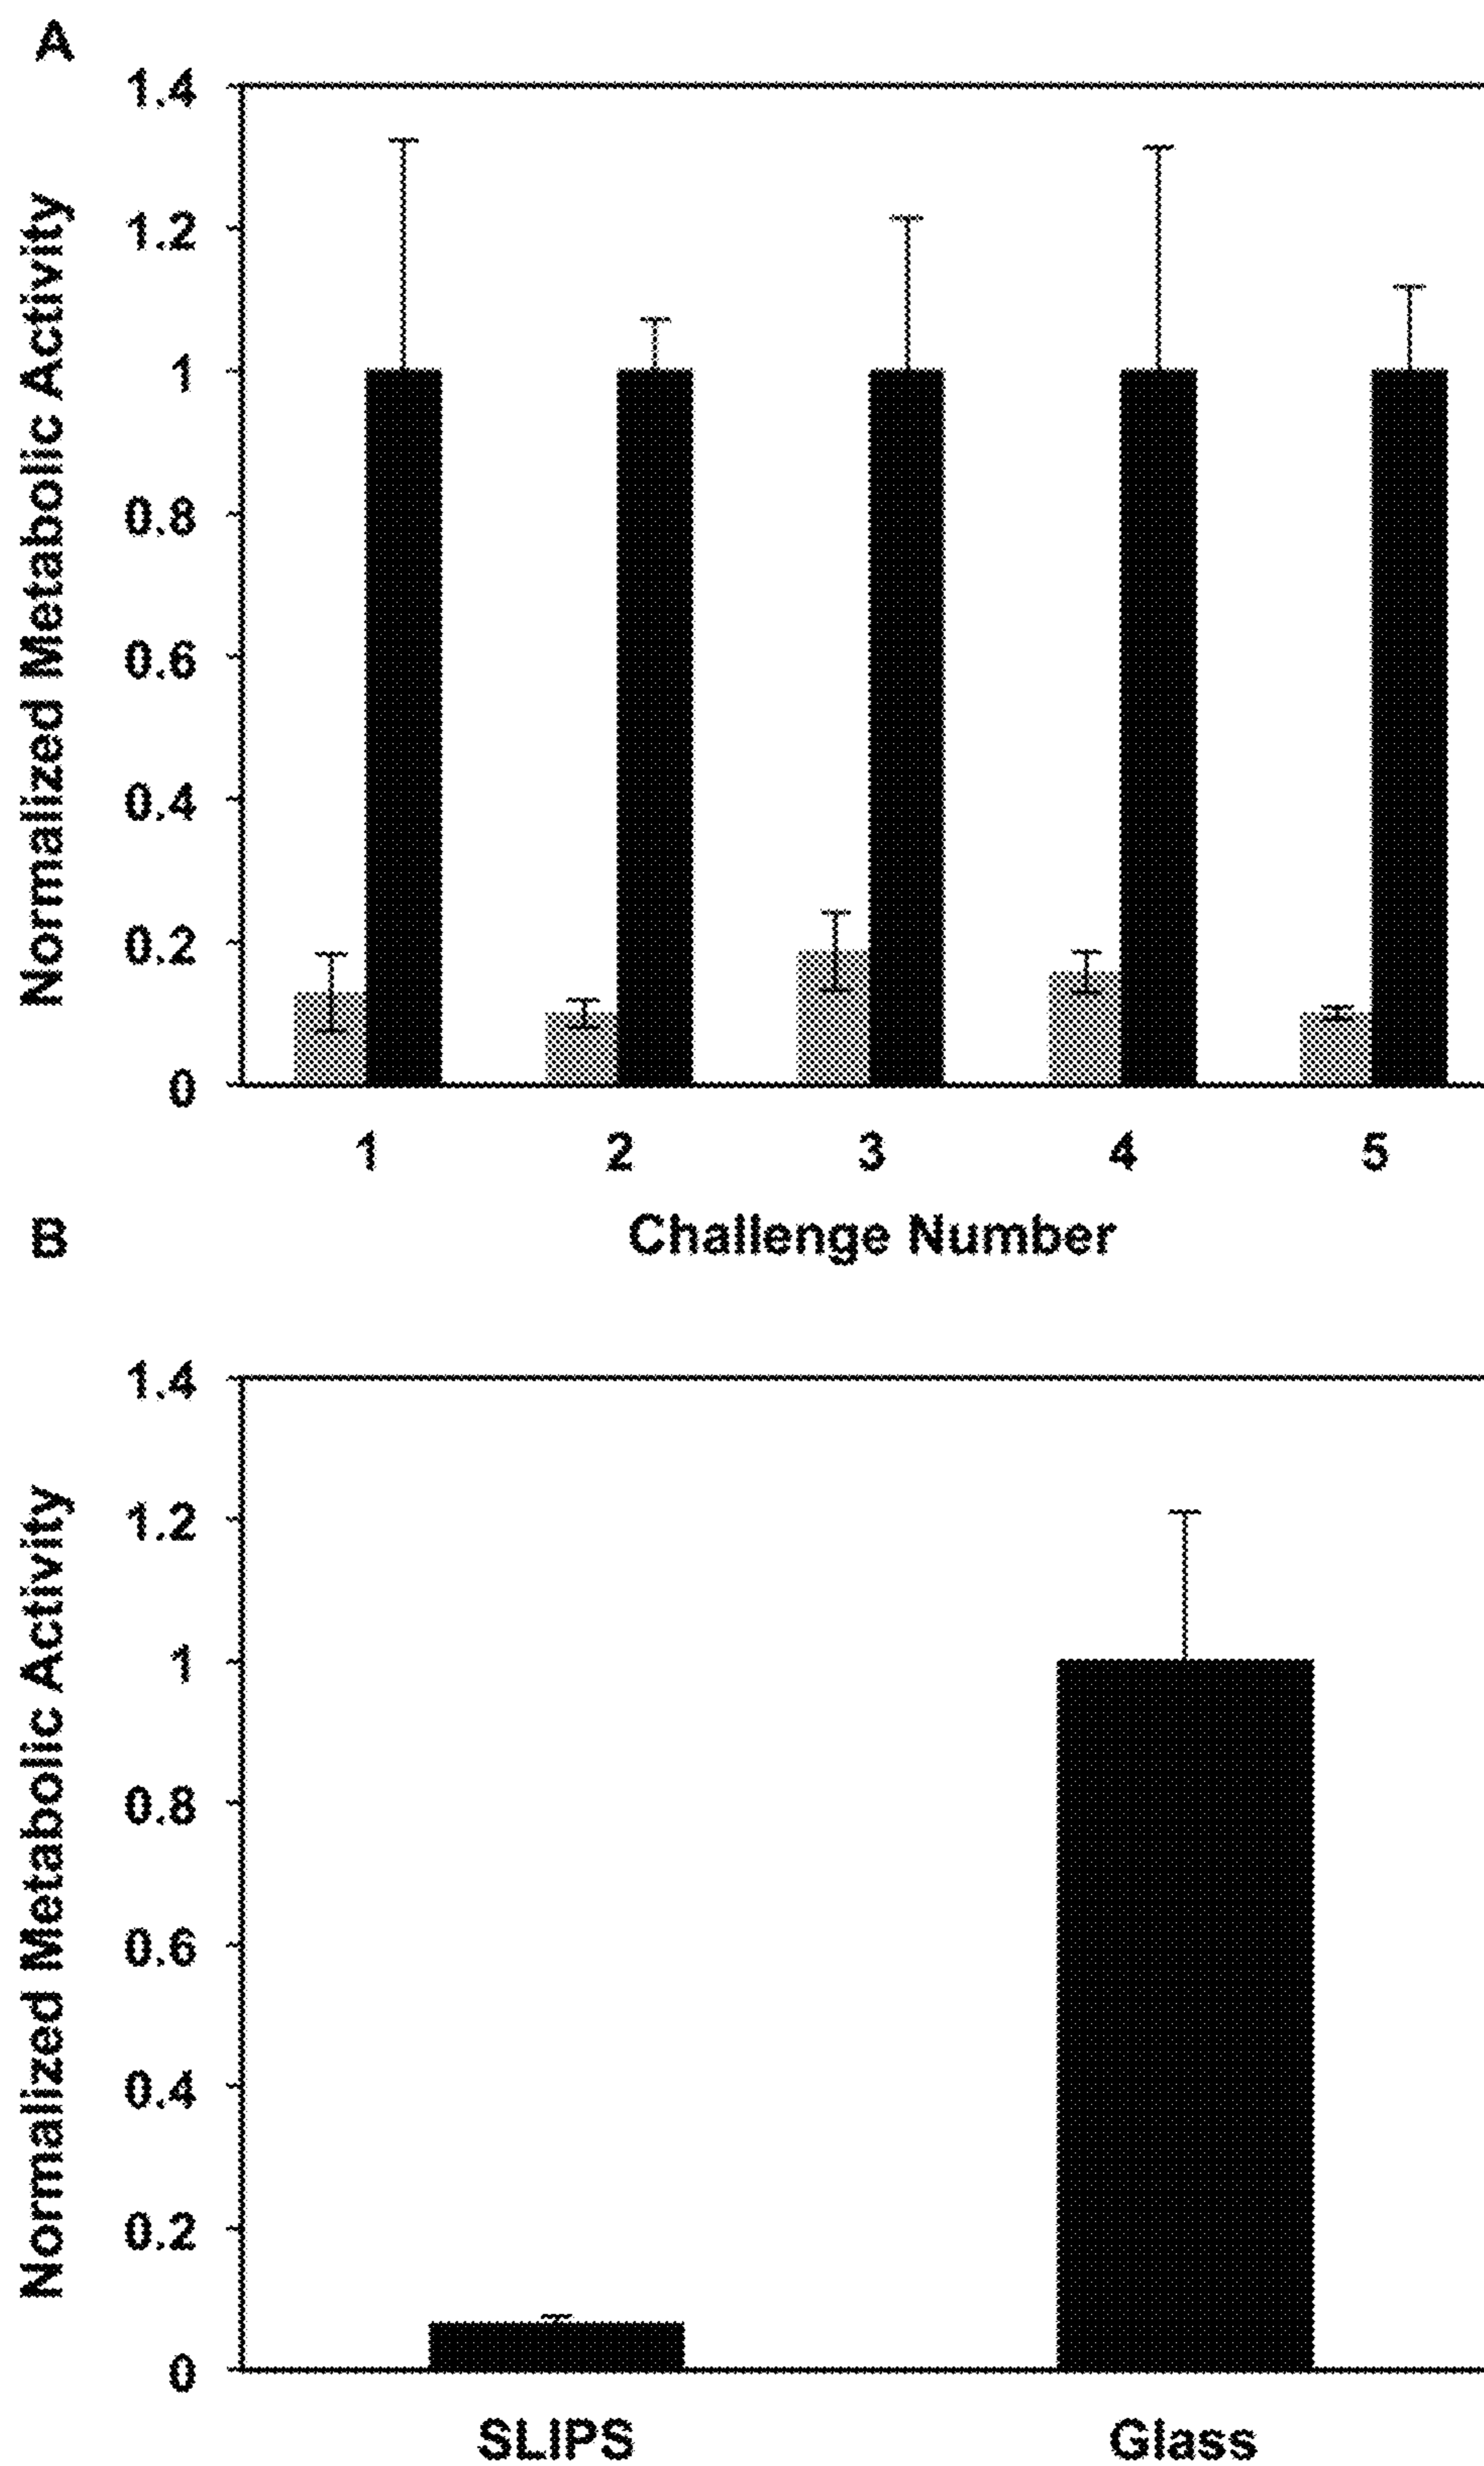 A
Normalized Metabolic Activity
1.4
1.2
1
0.8
0.6
0.4
0.2
0
1 2 3 4 5
Challenge Number
B
Normalized Metabolic Activity
1.4
1.2
1
0.8
0.6
0.4
0.2
0
SLIPS Glass